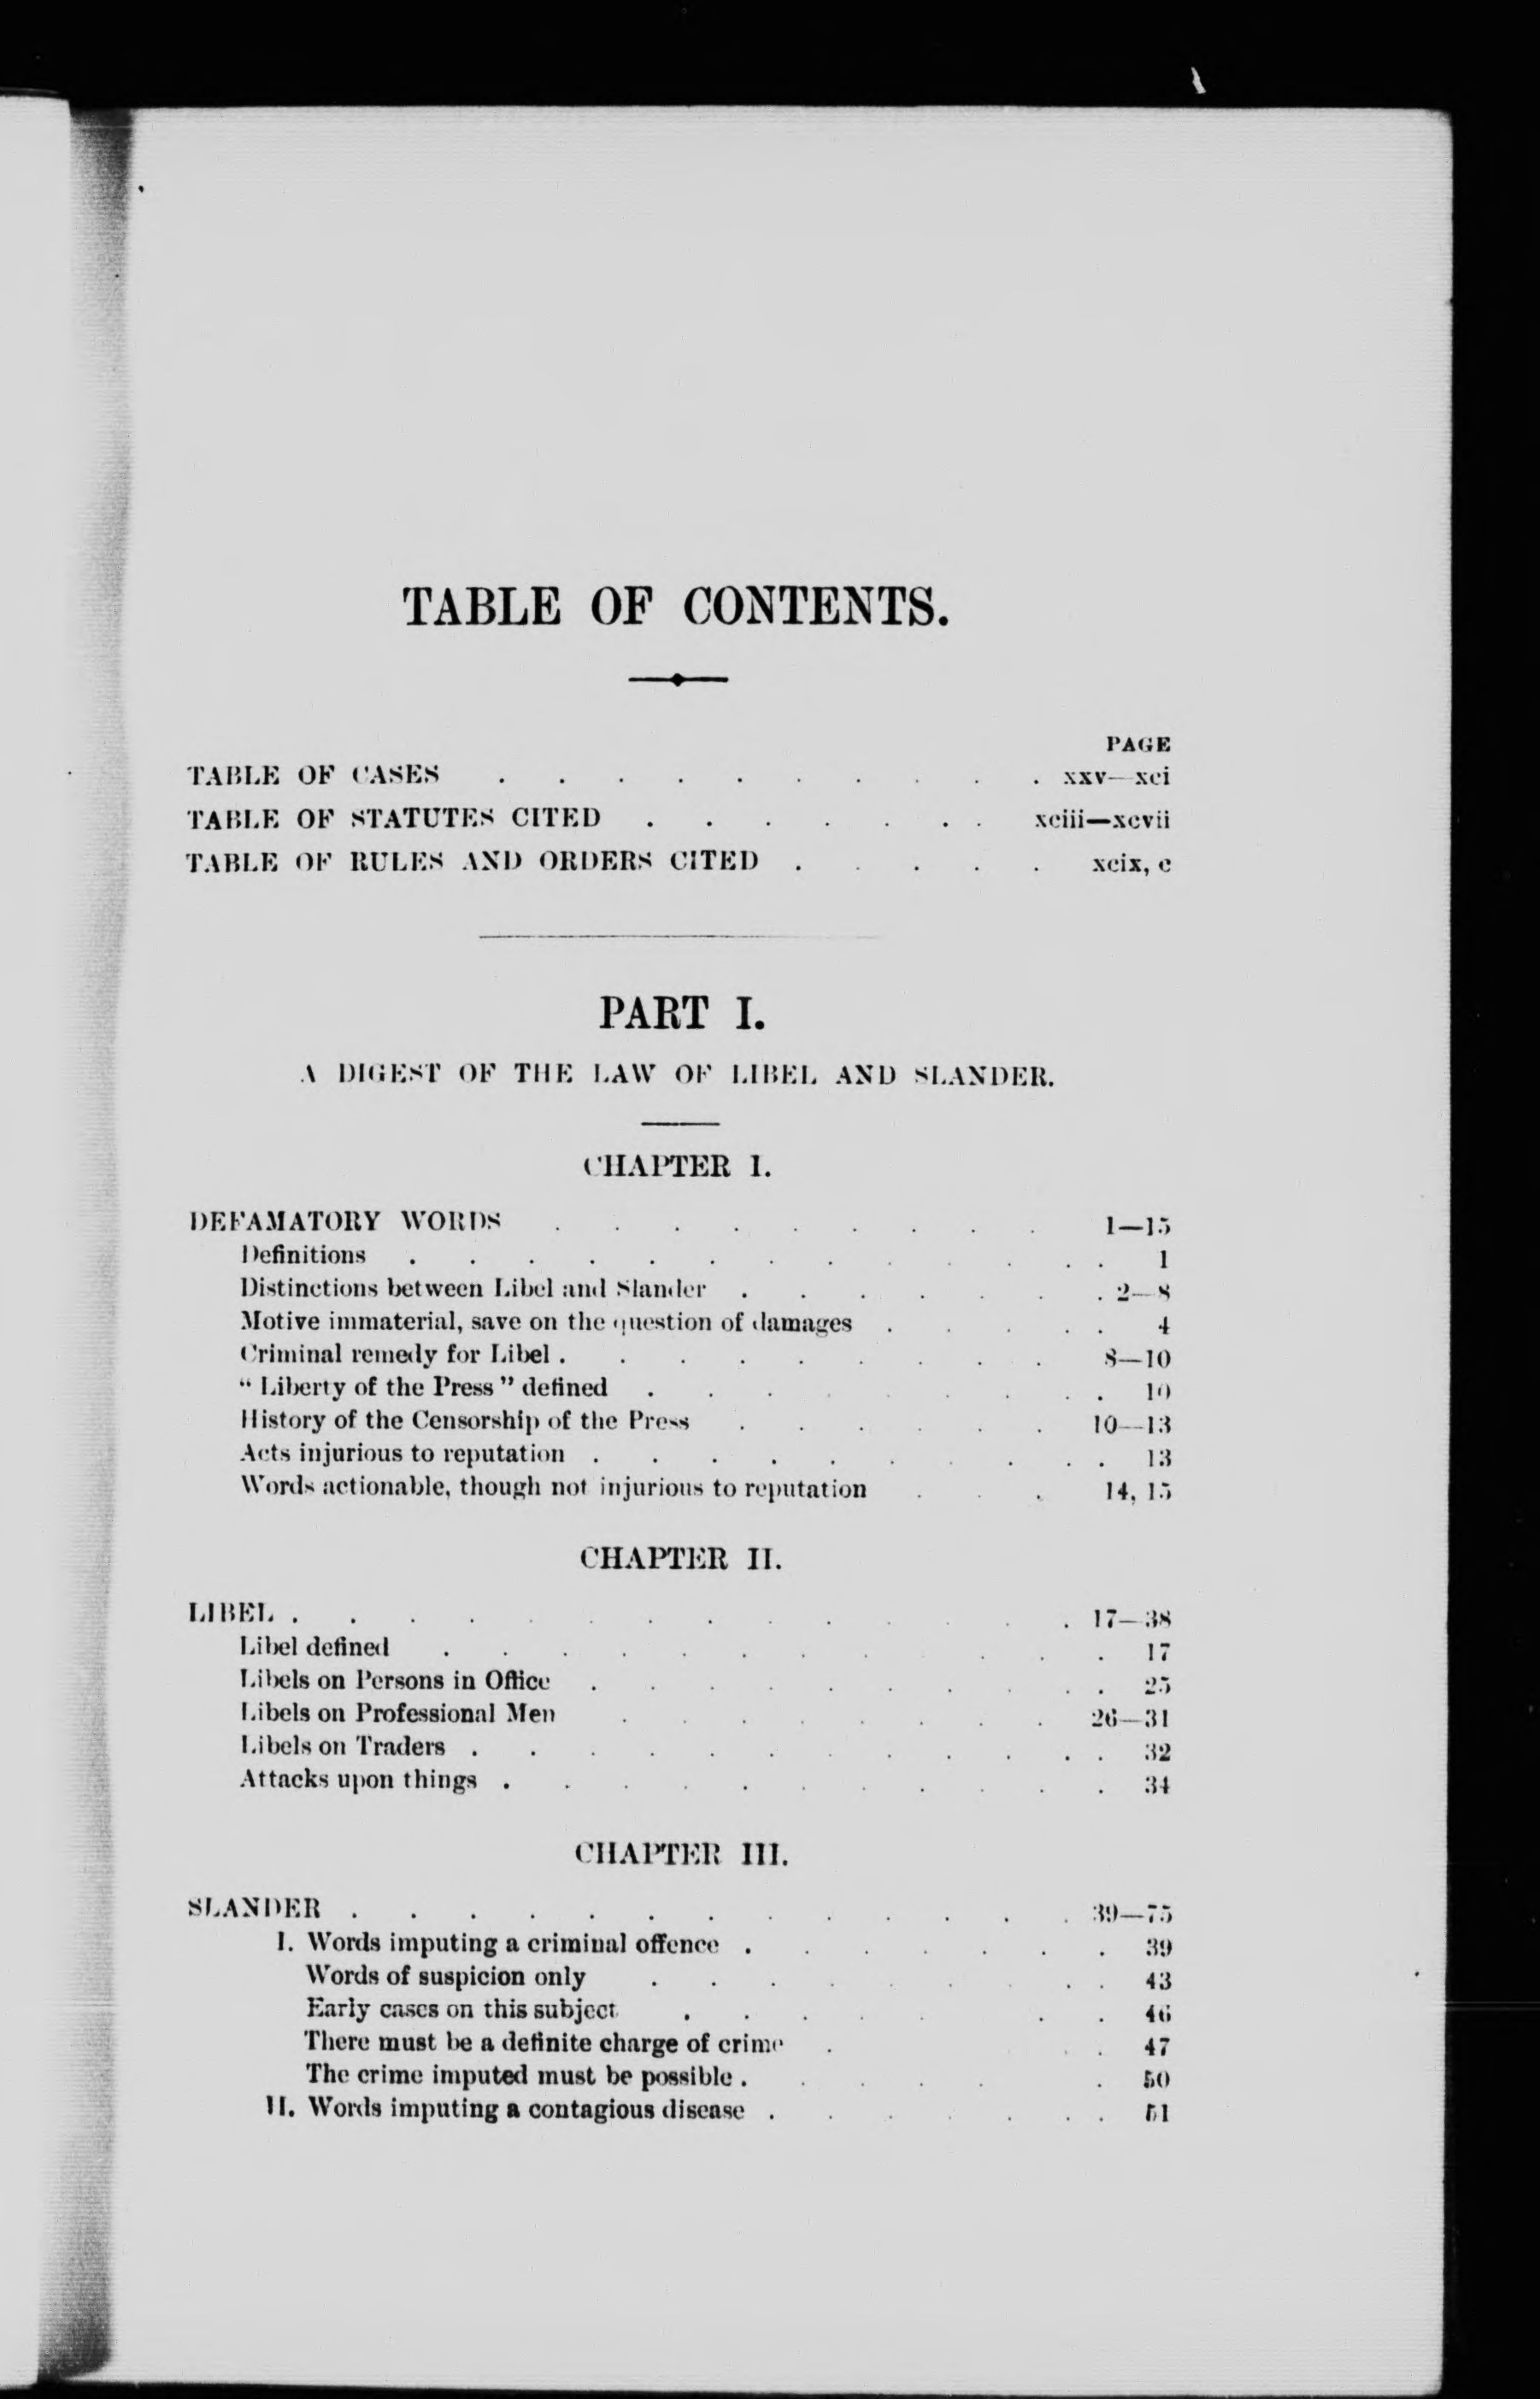 TABLE OF CONTENTS.
PAGE
TABLE OF CASES . . . . . . . . . . xxv—xci
TABLE OF STATUTES CITED . . . . . . . xciii—xcvii
TABLE OF RULES AND ORDERS CITED . . . . . xcix, c
PART I.
A DIGEST OF THE LAW OF LIBEL AND SLANDER.
CHAPTER I.
DEFAMATORY WORDS . . . . . . . . . 1—15
Definitions . . . . . . . . . . . . . 1
Distinctions between Libel and Slander . . . . . . . 2—8
Motive immaterial, save on the question of damages . . . . . 4
Criminal remedy for Libel . . . . . . . . . 8—10
“ Liberty of the Press ” defined . . . . . . . . . 10
History of the Censorship of the Press . . . . . . 10—13
Acts injurious to reputation . . . . . . . . . . 13
Words actionable, though not injurious to reputation . . . 14, 15
CHAPTER II.
LIBEL . . . . . . . . . . . . . . 17—38
Libel defined . . . . . . . . . . . . 17
Libels on Persons in Office . . . . . . . . . . 25
Libels on Professional Men . . . . . . . . 26—31
Libels on Traders . . . . . . . . . . . . 32
Attacks upon things . . . . . . . . . . . 34
CHAPTER III.
SLANDER . . . . . . . . . . . . . 39—75
I. Words imputing a criminal offence . . . . . . . 39
Words of suspicion only . . . . . . . . . 43
Early cases on this subject . . . . . . . 46
There must be a definite charge of crime . . . 47
The crime imputed must be possible . . . . . . 50
II. Words imputing a contagious disease . . . . . . . 51